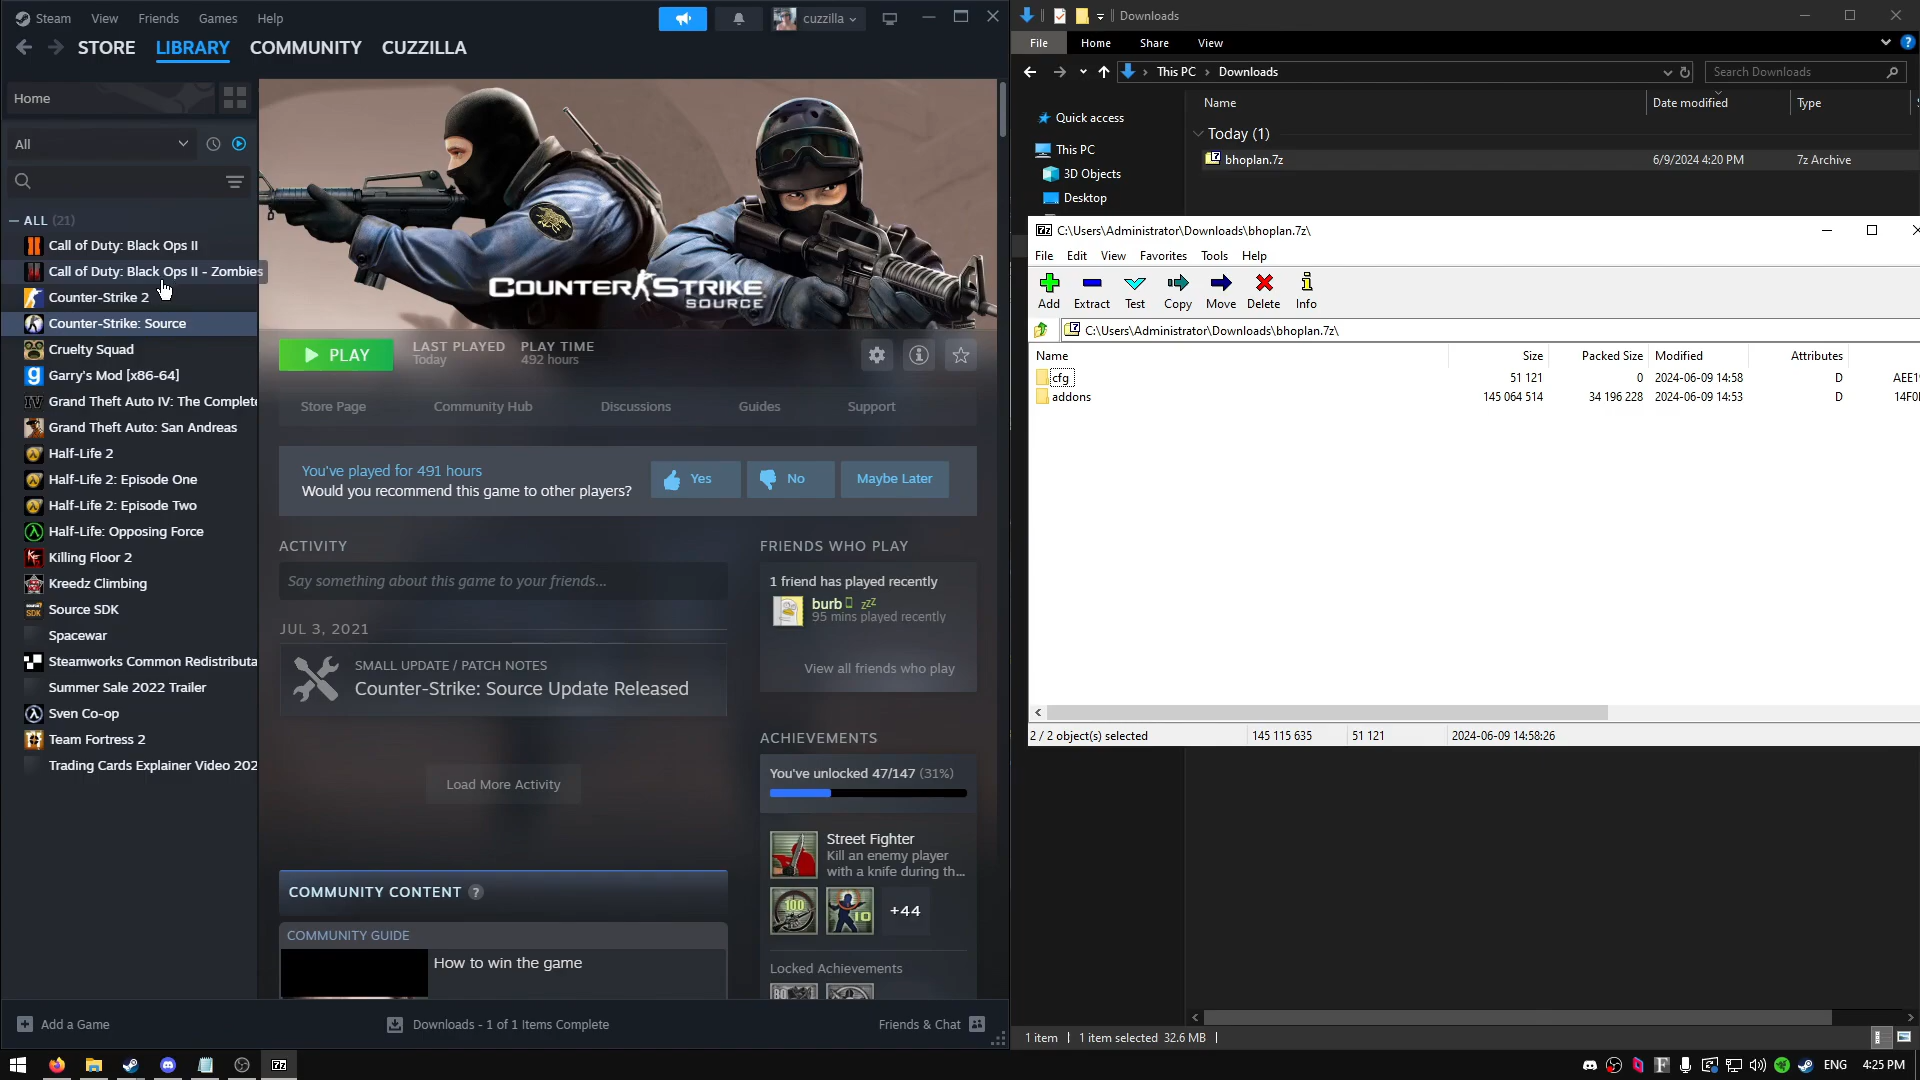 Steam View Friends Games Help
cuzzilla
STORE LIBRARY COMMUNITY CUZZILLA
Home
All
ALL (21)
Call of Duty: Black Ops II
Call of Duty: Black Ops II - Zombies
Counter-Strike 2
Counter-Strike: Source
Cruelty Squad
Garry's Mod [x86-64]
Grand Theft Auto IV: The Complete
Grand Theft Auto: San Andreas
Half-Life 2
Half-Life 2: Episode One
Half-Life 2: Episode Two
Half-Life: Opposing Force
Killing Floor 2
Kreedz Climbing
Source SDK
Spacewar
Steamworks Common Redistributa
Summer Sale 2022 Trailer
Sven Co-op
Team Fortress 2
Trading Cards Explainer Video 202
Add a Game
COUNTER STRIKE
SOURCE
PLAY
LAST PLAYED
Today
PLAY TIME
492 hours
Store Page Community Hub Discussions Guides Support
You've played for 491 hours
Would you recommend this game to other players?
Yes No Maybe Later
ACTIVITY
Say something about this game to your friends...
JUL 3, 2021
SMALL UPDATE / PATCH NOTES
Counter-Strike: Source Update Released
Load More Activity
COMMUNITY CONTENT ?
COMMUNITY GUIDE
How to win the game
FRIENDS WHO PLAY
1 friend has played recently
burb zzZ
95 mins played recently
View all friends who play
ACHIEVEMENTS
You've unlocked 47/147 (31%)
Street Fighter
Kill an enemy player
with a knife during th...
100
10
+44
Locked Achievements
Downloads - 1 of 1 Items Complete
Friends & Chat
Downloads
File Home Share View
This PC Downloads
Search Downloads
Quick access
This PC
3D Objects
Desktop
Name Date modified Type
Today (1)
bhoplan.7z 6/9/2024 4:20 PM 7z Archive
C:\Users\Administrator\Downloads\bhoplan.7z\
File Edit View Favorites Tools Help
Add Extract Test Copy Move Delete Info
C:\Users\Administrator\Downloads\bhoplan.7z\
Name Size Packed Size Modified Attributes
cfg 51 121 0 2024-06-09 14:58 D AEE1
addons 145 064 514 34 196 228 2024-06-09 14:53 D 14F0
2 / 2 object(s) selected 145 115 635 51 121 2024-06-09 14:58:26
1 item 1 item selected 32.6 MB
ENG 4:25 PM